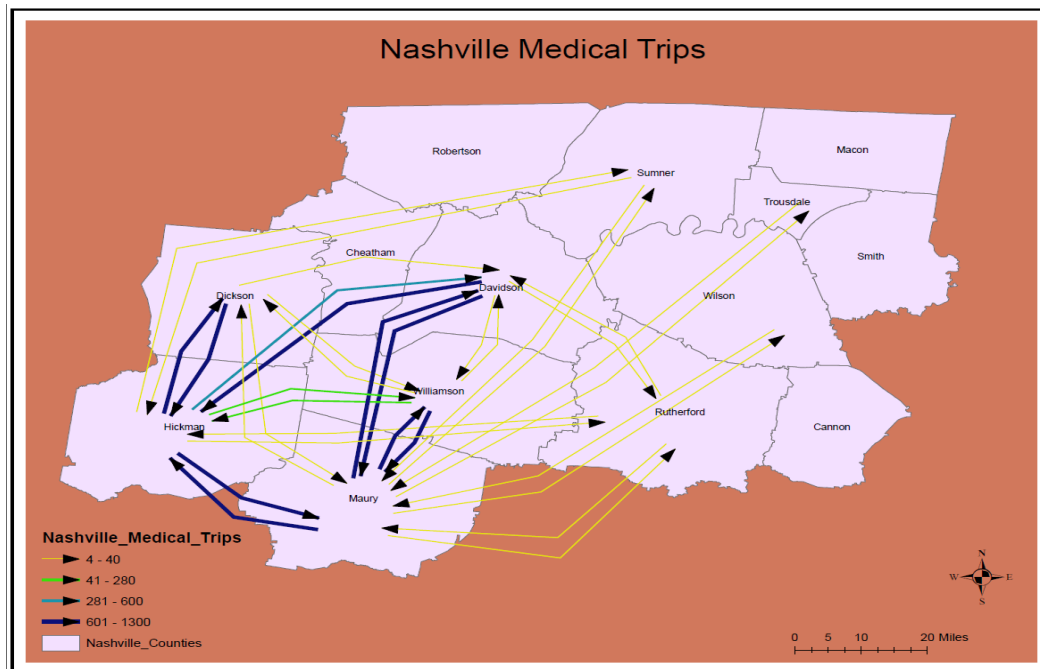 Nashville Medical Trips
Robertson
Macon
Sumner
Trousdale
Cheatham
Smith
Davidson
Dickson
Wilson
Williamson
Rutherford
Hickman
Cannon
Maury
Nashville_Medical_Trips
4 - 40
41 - 280
281 - 600
601 - 1300
Nashville_Counties
N
W E
S
0 5 10 20 Miles